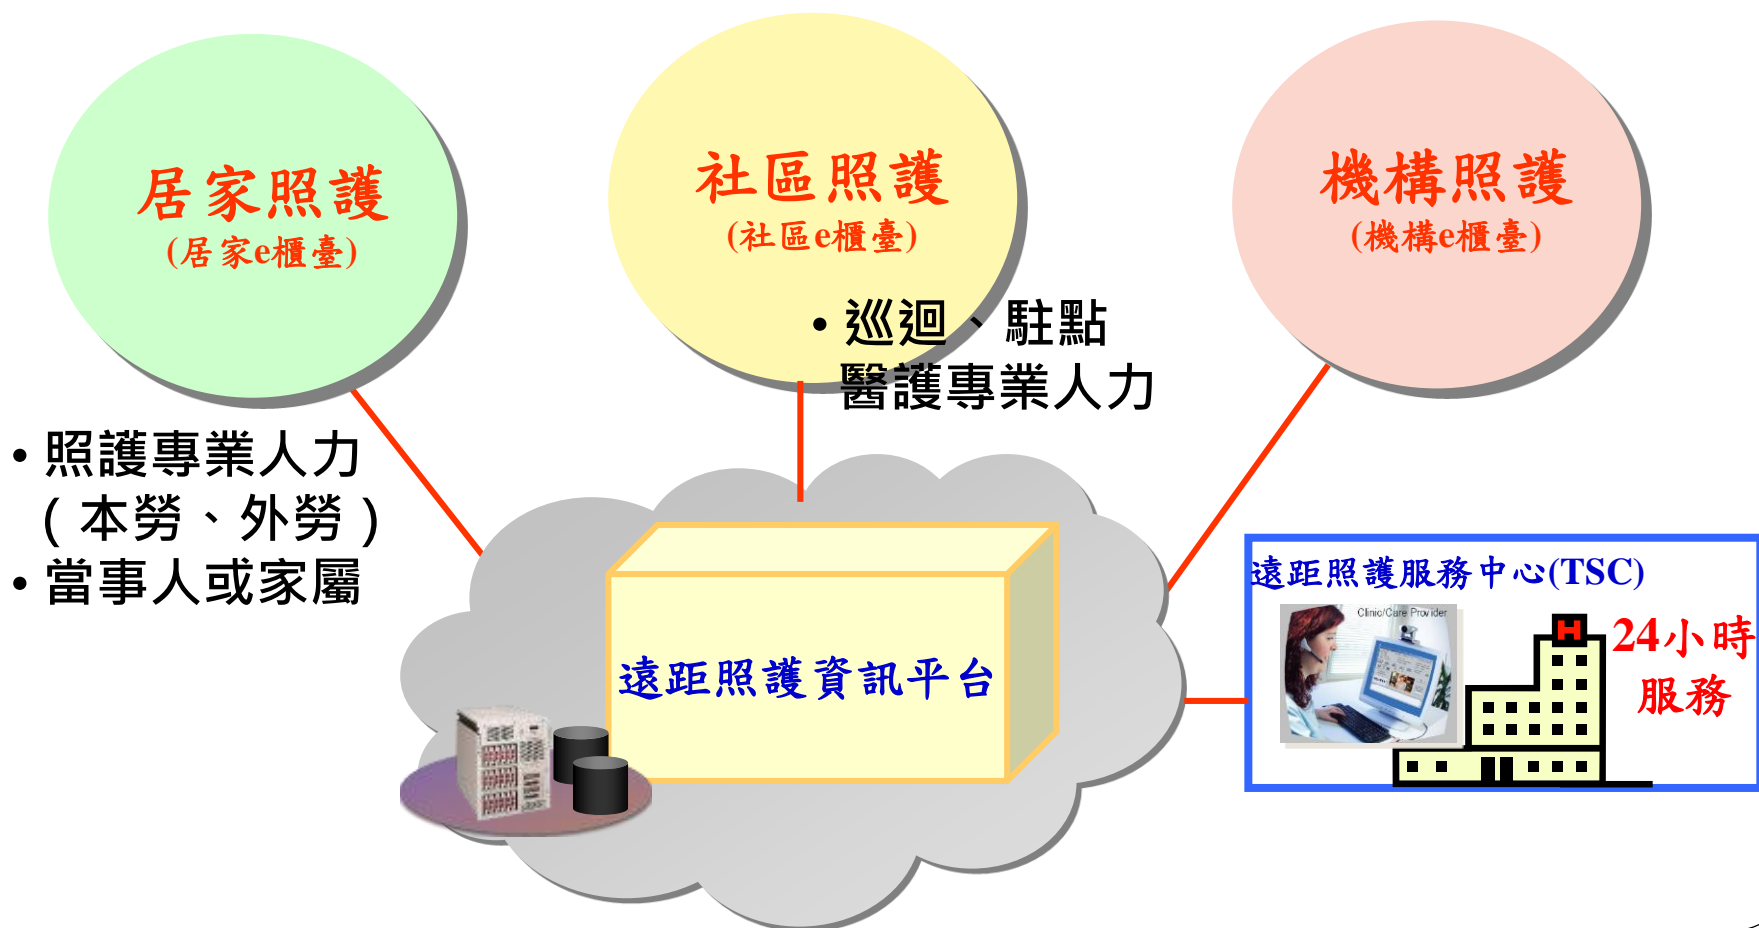 居家照護
(居家e櫃臺)
社區照護
(社區e櫃臺)
機構照護
(機構e櫃臺)
• 巡迴、駐點
醫護專業人力
• 照護專業人力
（本勞、外勞）
• 當事人或家屬
遠距照護資訊平台
遠距照護服務中心(TSC)
Clinic/Care Provider
H
24小時
服務